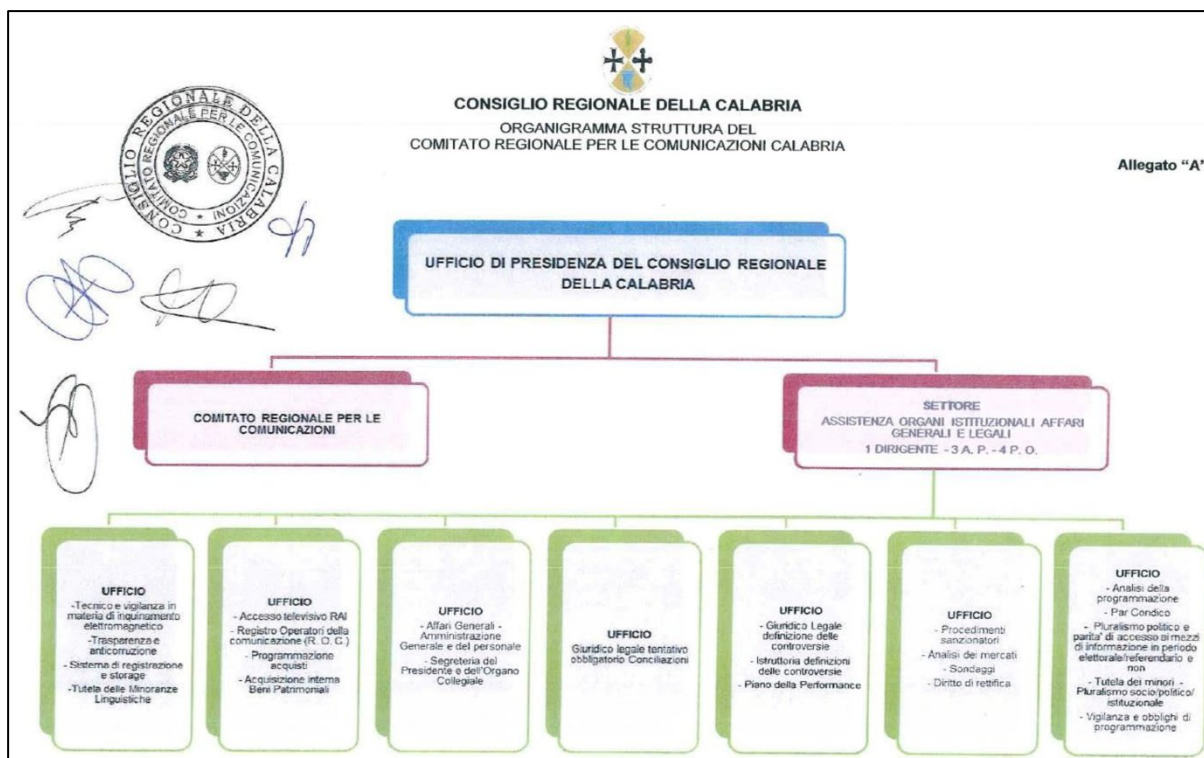 CONSIGLIO REGIONALE DELLA CALABRIA
ORGANIGRAMMA STRUTTURA DEL
COMITATO REGIONALE PER LE COMUNICAZIONI CALABRIA
Allegato "A"
CONSIGLIO REGIONALE DELLA CALABRIA ★
COMITATO REGIONALE PER LE COMUNICAZIONI ★
UFFICIO DI PRESIDENZA DEL CONSIGLIO REGIONALE
DELLA CALABRIA
COMITATO REGIONALE PER LE
COMUNICAZIONI
SETTORE
ASSISTENZA ORGANI ISTITUZIONALI AFFARI
GENERALI E LEGALI
1 DIRIGENTE - 3 A. P. - 4 P. O.
UFFICIO
-Tecnico e vigilanza in
materia di inquinamento
elettromagnetico
-Trasparenza e
anticorruzione
- Sistema di registrazione
e storage
-Tutela delle Minoranze
Linguistiche
UFFICIO
- Accesso televisivo RAI
- Registro Operatori della
comunicazione (R. O. C.)
- Programmazione
acquisti
- Acquisizione interna
Beni Patrimoniali
UFFICIO
- Affari Generali -
Amministrazione
Generale e del personale
- Segreteria del
Presidente e dell'Organo
Collegiale
UFFICIO
Giuridico legale tentativo
obbligatorio Conciliazioni
UFFICIO
- Giuridico Legale
definizione delle
controversie
- Istruttoria definizioni
delle controversie
- Piano della Performance
UFFICIO
- Procedimenti
sanzionatori
- Analisi dei mercati
- Sondaggi
- Diritto di rettifica
UFFICIO
- Analisi della
programmazione
- Par Condico
- Pluralismo politico e
parita' di accesso ai mezzi
di informazione in periodo
elettorale/referendario e
non
- Tutela dei minori -
Pluralismo socio/politico/
istituzionale
- Vigilanza e obblighi di
programmazione